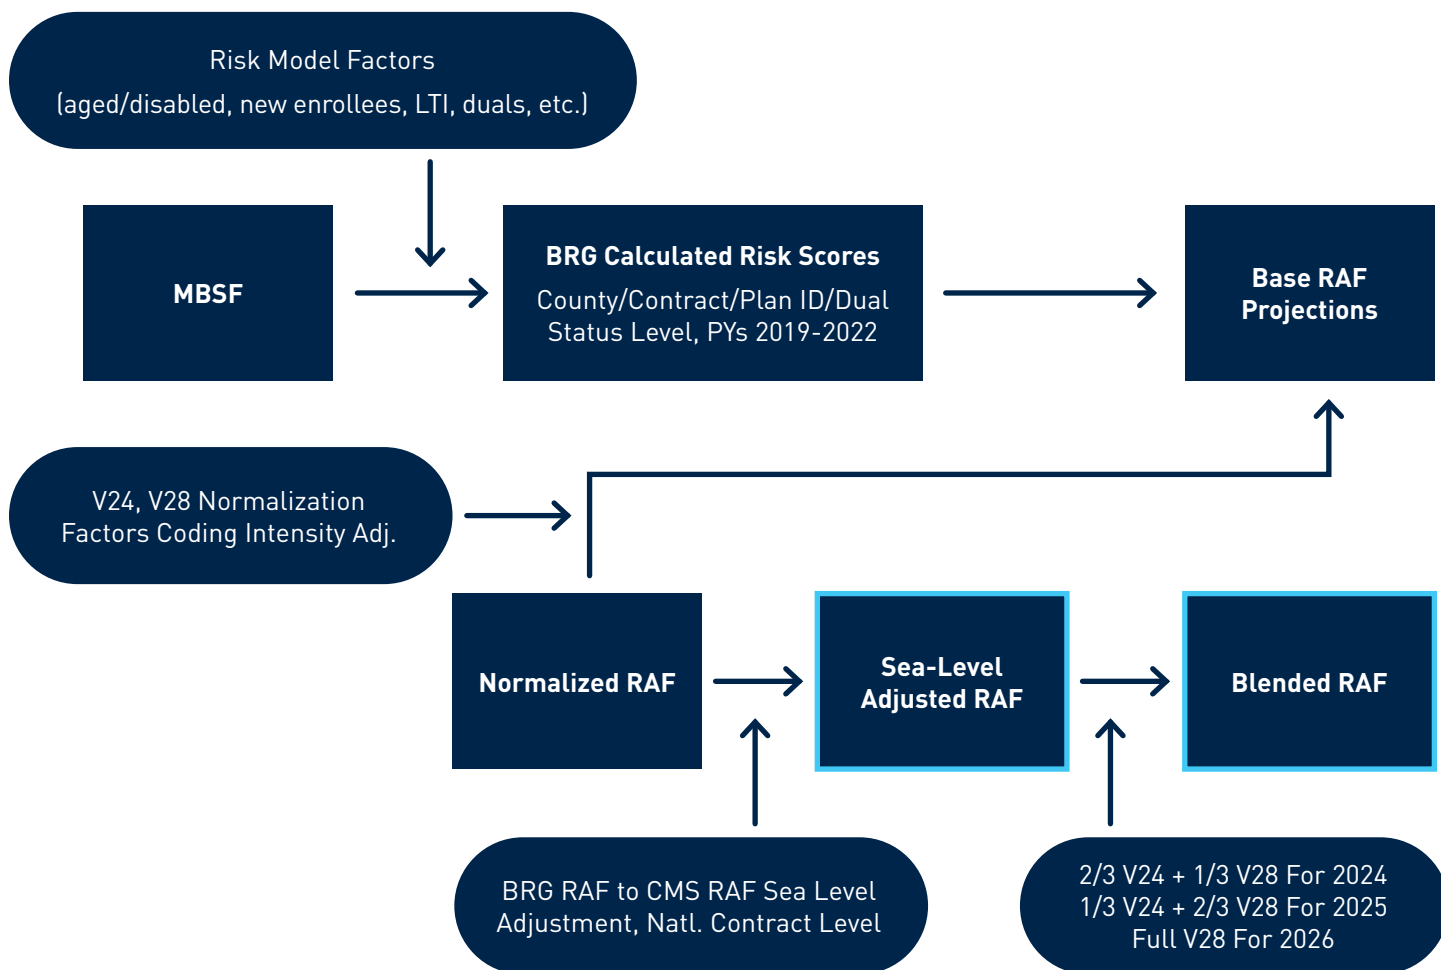 Risk Model Factors
(aged/disabled, new enrollees, LTI, duals, etc.)
MBSF
BRG Calculated Risk Scores
County/Contract/Plan ID/Dual
Status Level, PYs 2019-2022
Base RAF
Projections
V24, V28 Normalization
Factors Coding Intensity Adj.
Normalized RAF
Sea-Level
Adjusted RAF
Blended RAF
BRG RAF to CMS RAF Sea Level
Adjustment, Natl. Contract Level
2/3 V24 + 1/3 V28 For 2024
1/3 V24 + 2/3 V28 For 2025
Full V28 For 2026